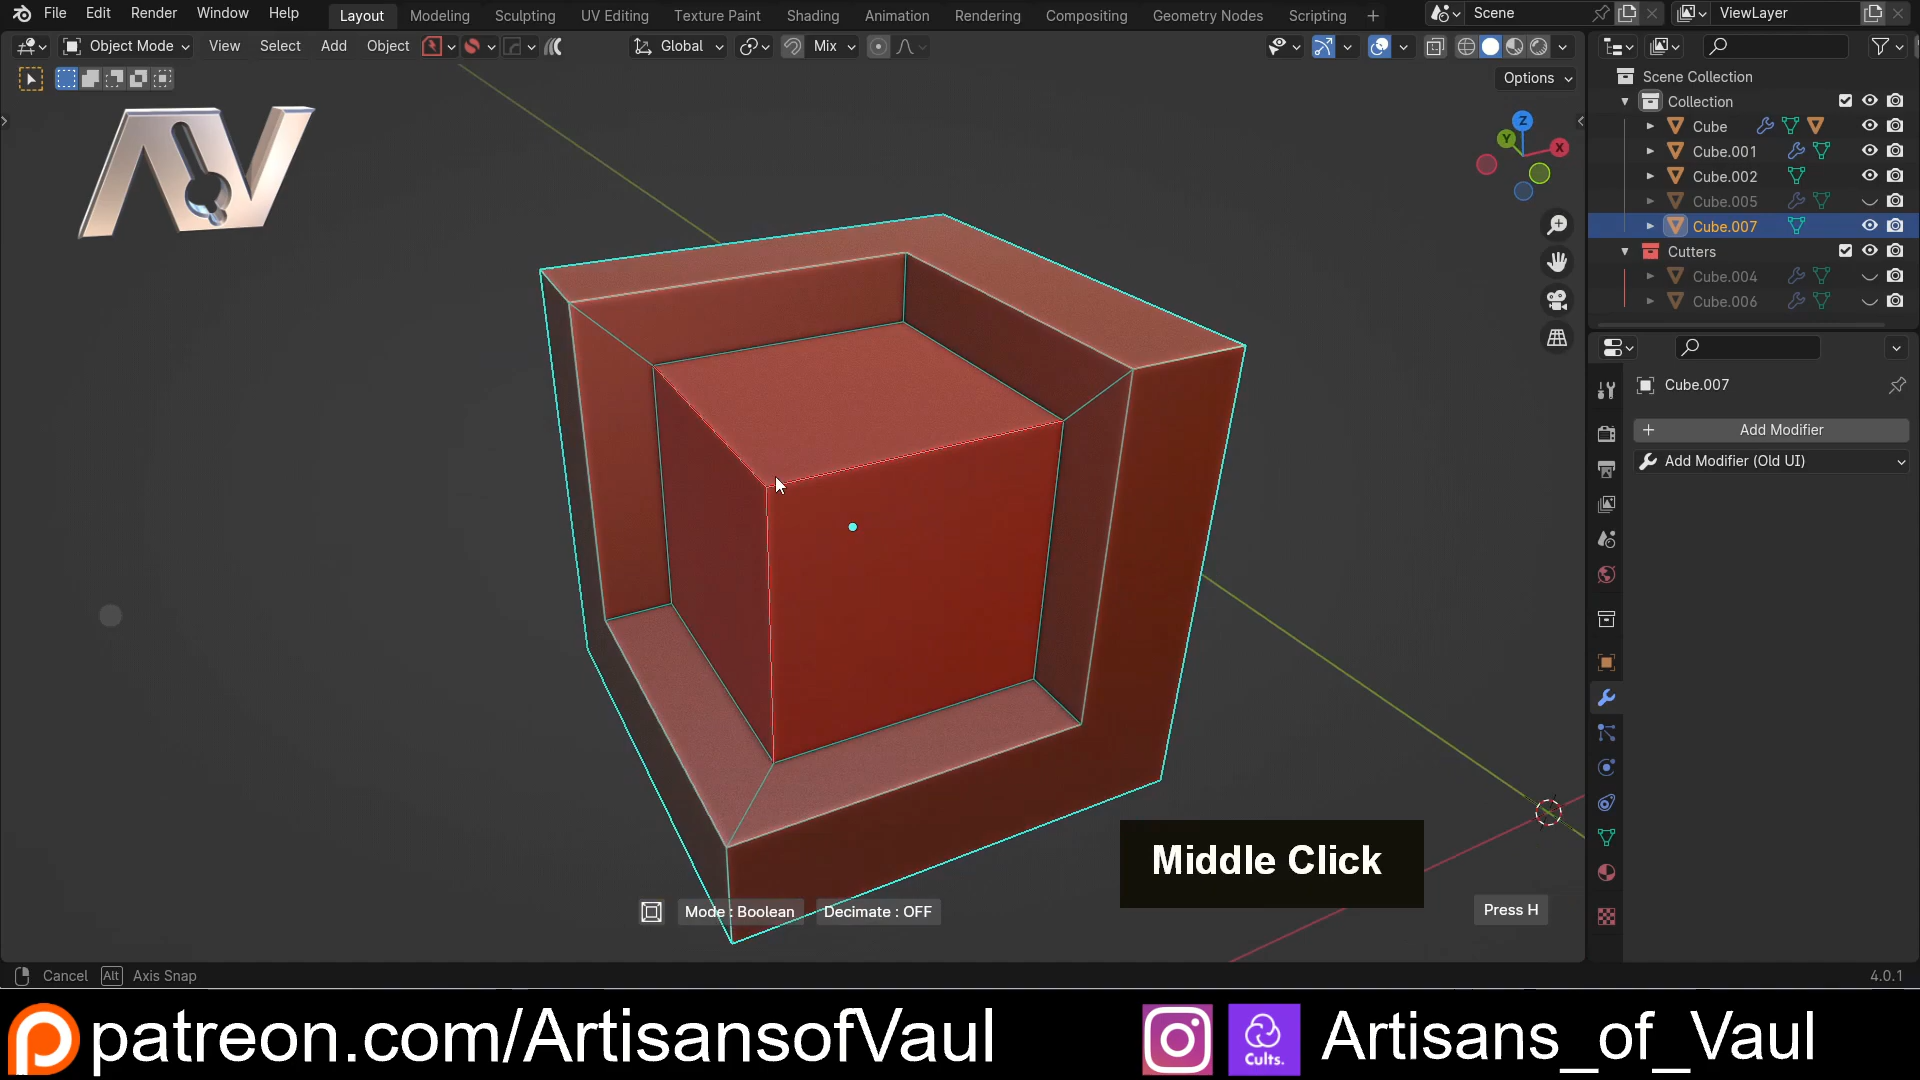 File Edit Render Window Help Layout Modeling Sculpting UV Editing Texture Paint Shading Animation Rendering Compositing Geometry Nodes Scripting + Scene ViewLayer
Object Mode View Select Add Object Global Mix
Options
AV
Z
Y
X
Scene Collection
Collection
Cube
Cube.001
Cube.002
Cube.005
Cube.007
Cutters
Cube.004
Cube.006
Cube.007
+ Add Modifier
Add Modifier (Old UI)
Middle Click
Mode : Boolean Decimate : OFF
Press H
Cancel Alt Axis Snap
4.0.1
patreon.com/ArtisansofVaul
Cults.
Artisans_of_Vaul